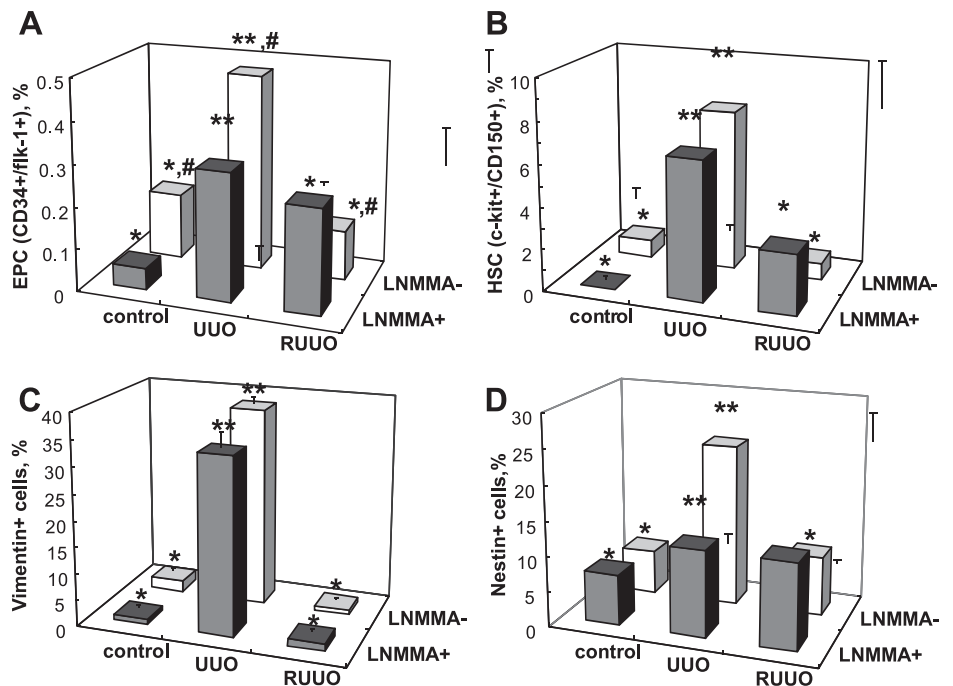 A
**,#
0.5
0.4
0.3
0.2
0.1
0
EPC (CD34+/flk-1+), %
**
*,#
*
*
*,#
control
UUO
RUUO
LNMMA-
LNMMA+
B
**
10
8
6
4
2
0
HSC (c-kit+/CD150+), %
**
*
*
*
*
control
UUO
RUUO
LNMMA-
LNMMA+
C
**
40
35
30
25
20
15
10
5
0
Vimentin+ cells, %
**
*
*
*
*
control
UUO
RUUO
LNMMA-
LNMMA+
D
**
30
25
20
15
10
5
0
Nestin+ cells,%
**
*
*
*
control
UUO
RUUO
LNMMA-
LNMMA+